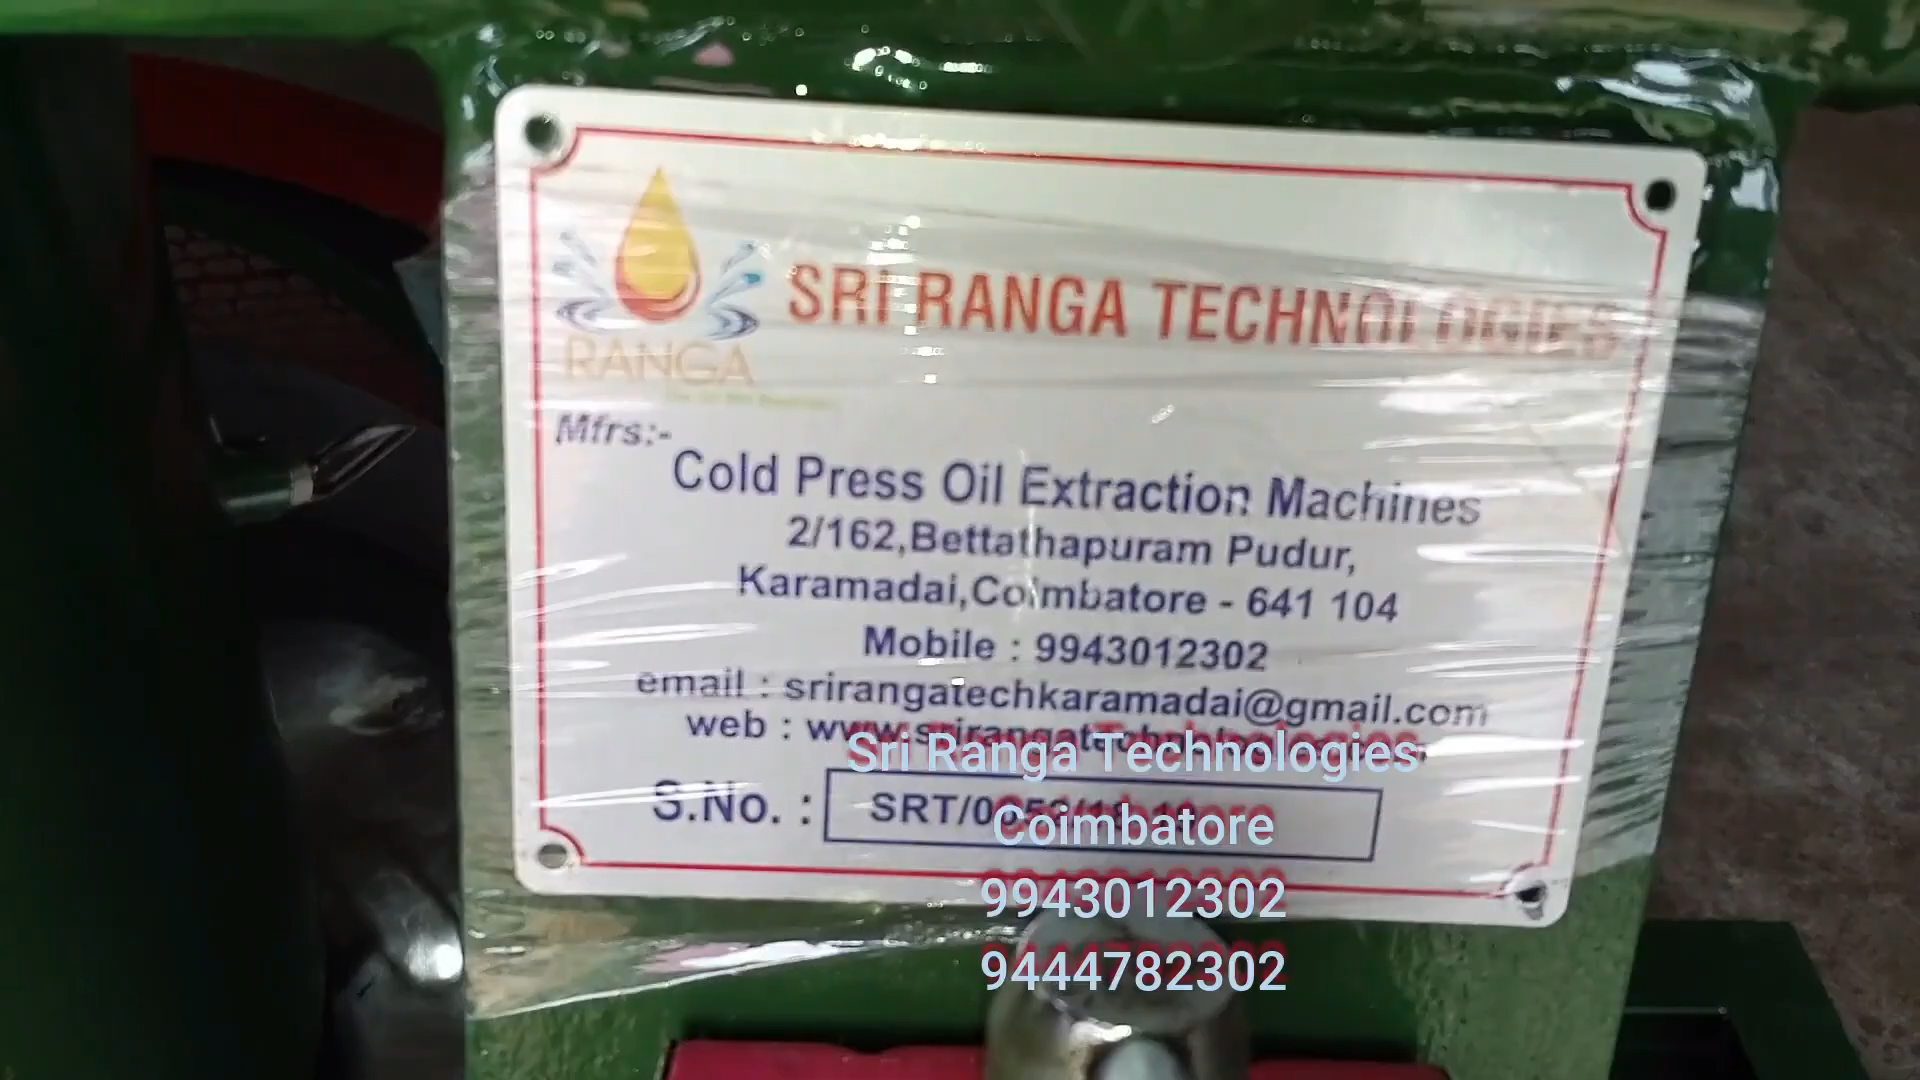 SRI RANGA TECHNOLOGIES
RANGA
Mfrs:-
Cold Press Oil Extraction Machines
2/162,Bettathapuram Pudur,
Karamadai,Coimbatore - 641 104
Mobile : 9943012302
email : srirangatechkaramadai@gmail.com
web :
S.No. :
Sri Ranga Technologies
Coimbatore
9943012302
9444782302